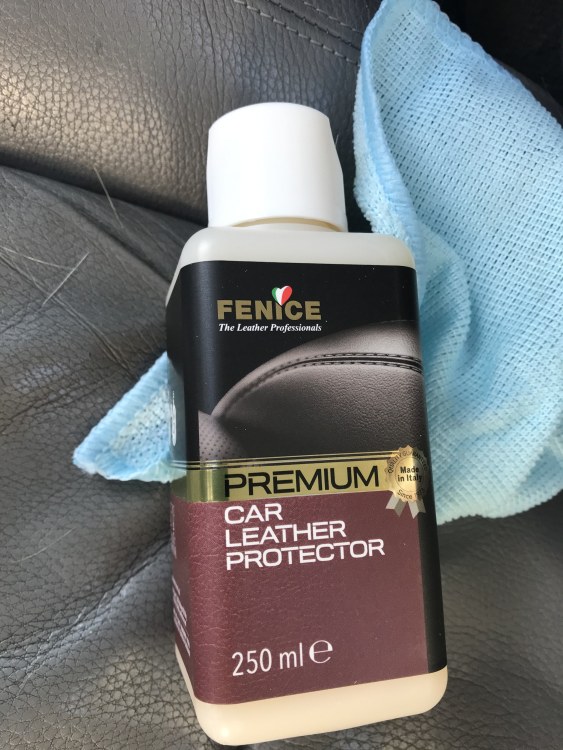 FENICE
The Leather Professionals
PREMIUM
Made
in Italy
CAR
LEATHER
PROTECTOR
250 ml e